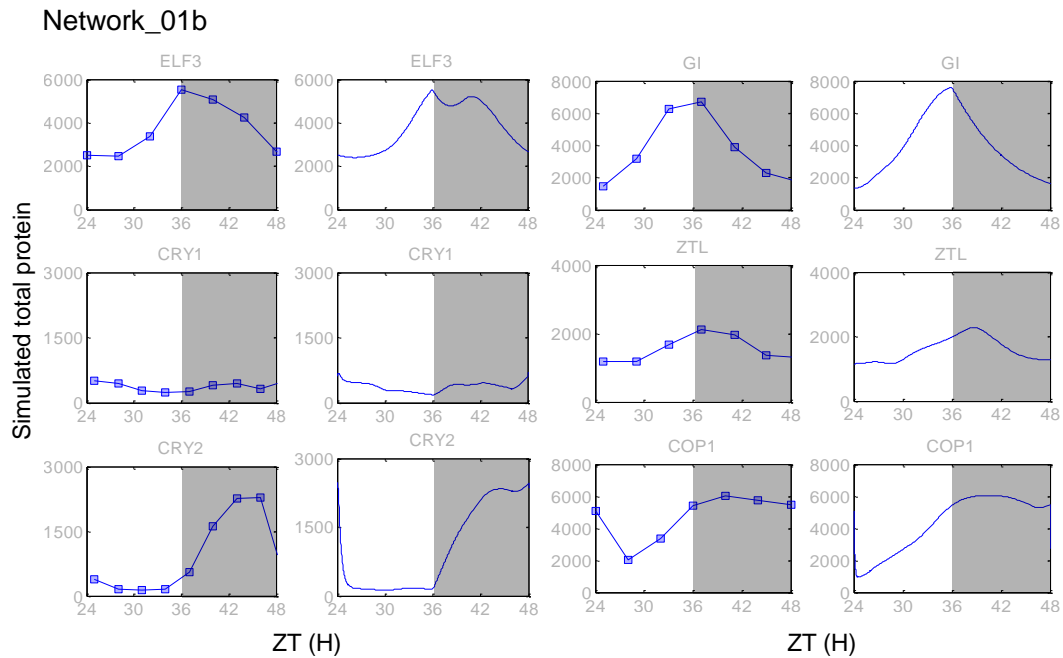 Network_01b
ELF3 ELF3 GI GI
6000 6000 8000 8000
4000 4000 6000 6000
2000 2000 4000 4000
0 0 2000 2000
0 0
24 30 36 42 48 24 30 36 42 48 24 30 36 42 48 24 30 36 42 48
CRY1 CRY1 ZTL ZTL
3000 3000 4000 4000
1500 1500 2000 2000
0 0 0 0
24 30 36 42 48 24 30 36 42 48 24 30 36 42 48 24 30 36 42 48
CRY2 CRY2 COP1 COP1
3000 3000 8000 8000
1500 1500 6000 6000
0 0 4000 4000
2000 2000
0 0
24 30 36 42 48 24 30 36 42 48 24 30 36 42 48 24 30 36 42 48
Simulated total protein
ZT (H) ZT (H)